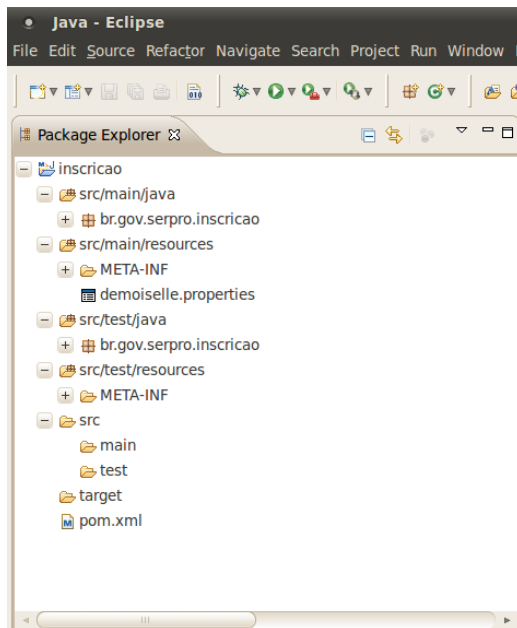 Java - Eclipse
File Edit Source Refactor Navigate Search Project Run Window
Package Explorer
inscricao
src/main/java
br.gov.serpro.inscricao
src/main/resources
META-INF
demoiselle.properties
src/test/java
br.gov.serpro.inscricao
src/test/resources
META-INF
src
main
test
target
pom.xml